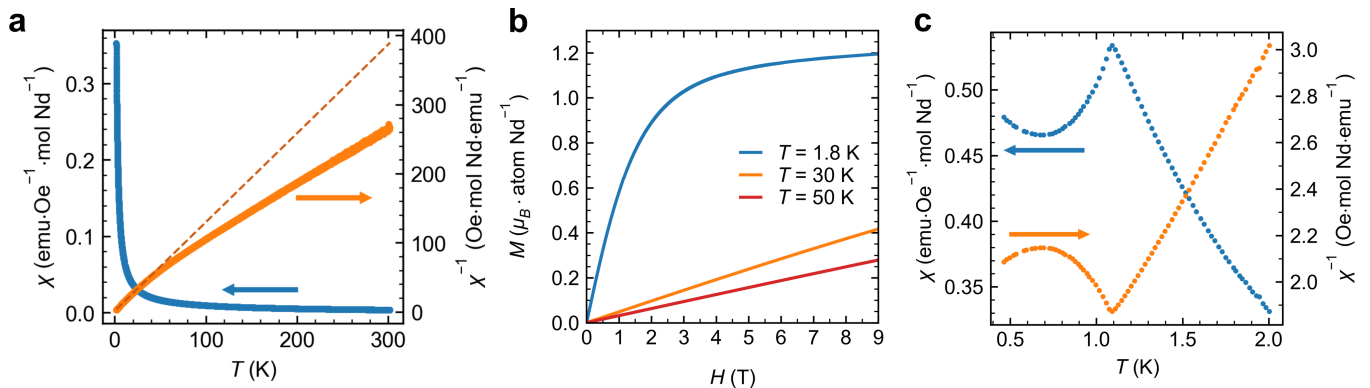 a
χ (emu·Oe⁻¹·mol Nd⁻¹)
0.3
0.2
0.1
0.0
0 100 200 300
T (K)
400
300
200
100
0
χ⁻¹ (Oe·mol Nd·emu⁻¹)
b
M (μB · atom Nd⁻¹)
1.2
1.0
0.8
0.6
0.4
0.2
0.0
0 1 2 3 4 5 6 7 8 9
H (T)
T = 1.8 K
T = 30 K
T = 50 K
c
χ (emu·Oe⁻¹·mol Nd⁻¹)
0.50
0.45
0.40
0.35
0.5 1.0 1.5 2.0
T (K)
3.0
2.8
2.6
2.4
2.2
2.0
χ⁻¹ (Oe·mol Nd·emu⁻¹)